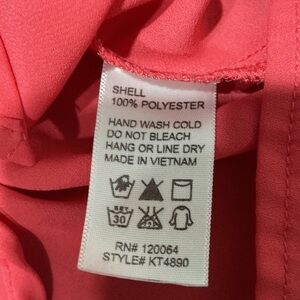 SHELL
100% POLYESTER
HAND WASH COLD
DO NOT BLEACH
HANG OR LINE DRY
MADE IN VIETNAM
30
RN# 120064
STYLE# KT4890